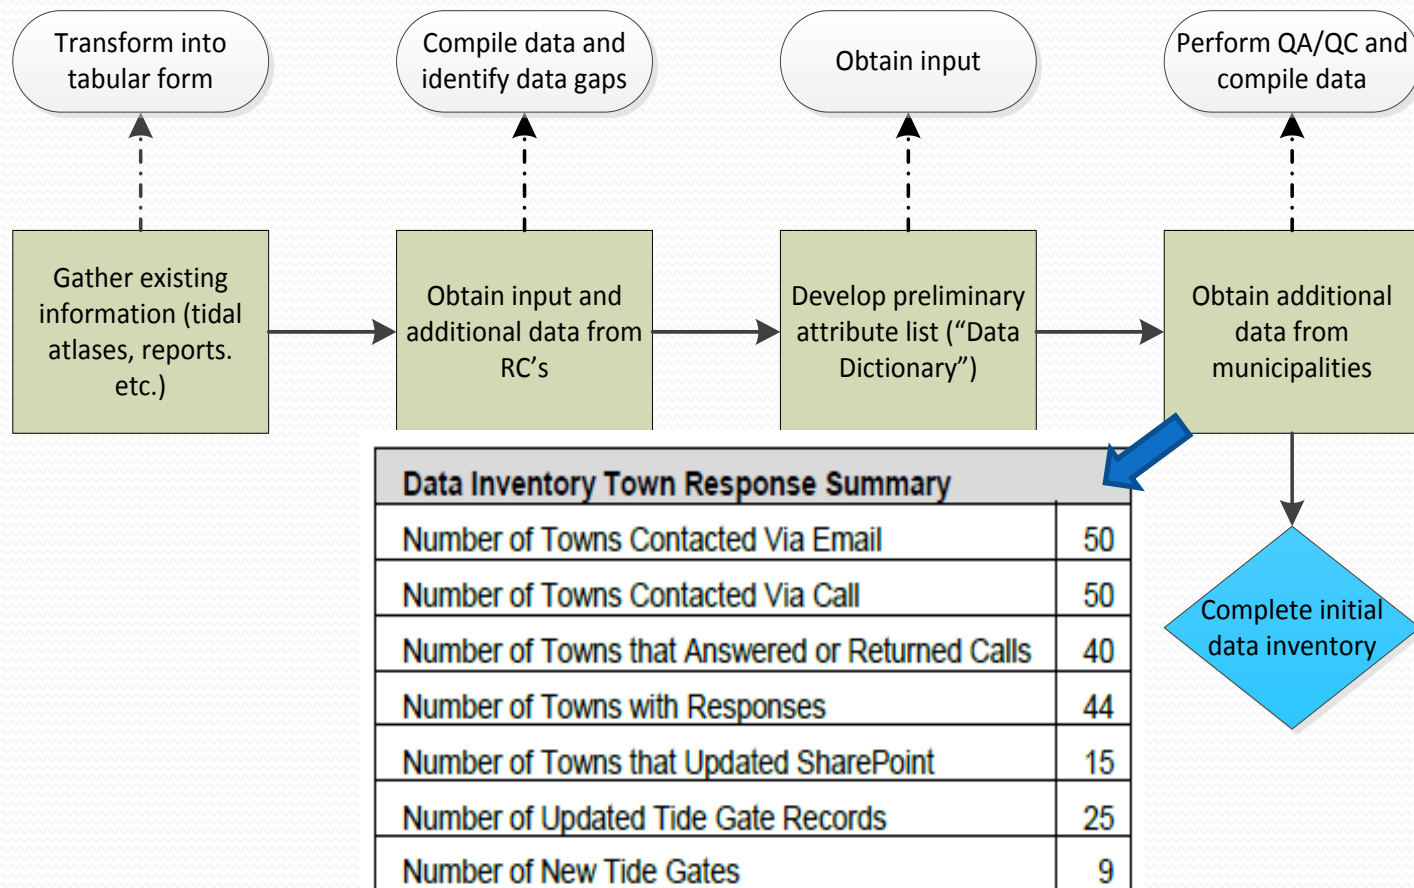 Transform into
tabular form
Compile data and
identify data gaps
Obtain input
Perform QA/QC and
compile data
Gather existing
information (tidal
atlases, reports.
etc.)
Obtain input and
additional data from
RC’s
Develop preliminary
attribute list (“Data
Dictionary”)
Obtain additional
data from
municipalities
Complete initial
data inventory
Data Inventory Town Response Summary
Number of Towns Contacted Via Email 50
Number of Towns Contacted Via Call 50
Number of Towns that Answered or Returned Calls 40
Number of Towns with Responses 44
Number of Towns that Updated SharePoint 15
Number of Updated Tide Gate Records 25
Number of New Tide Gates 9